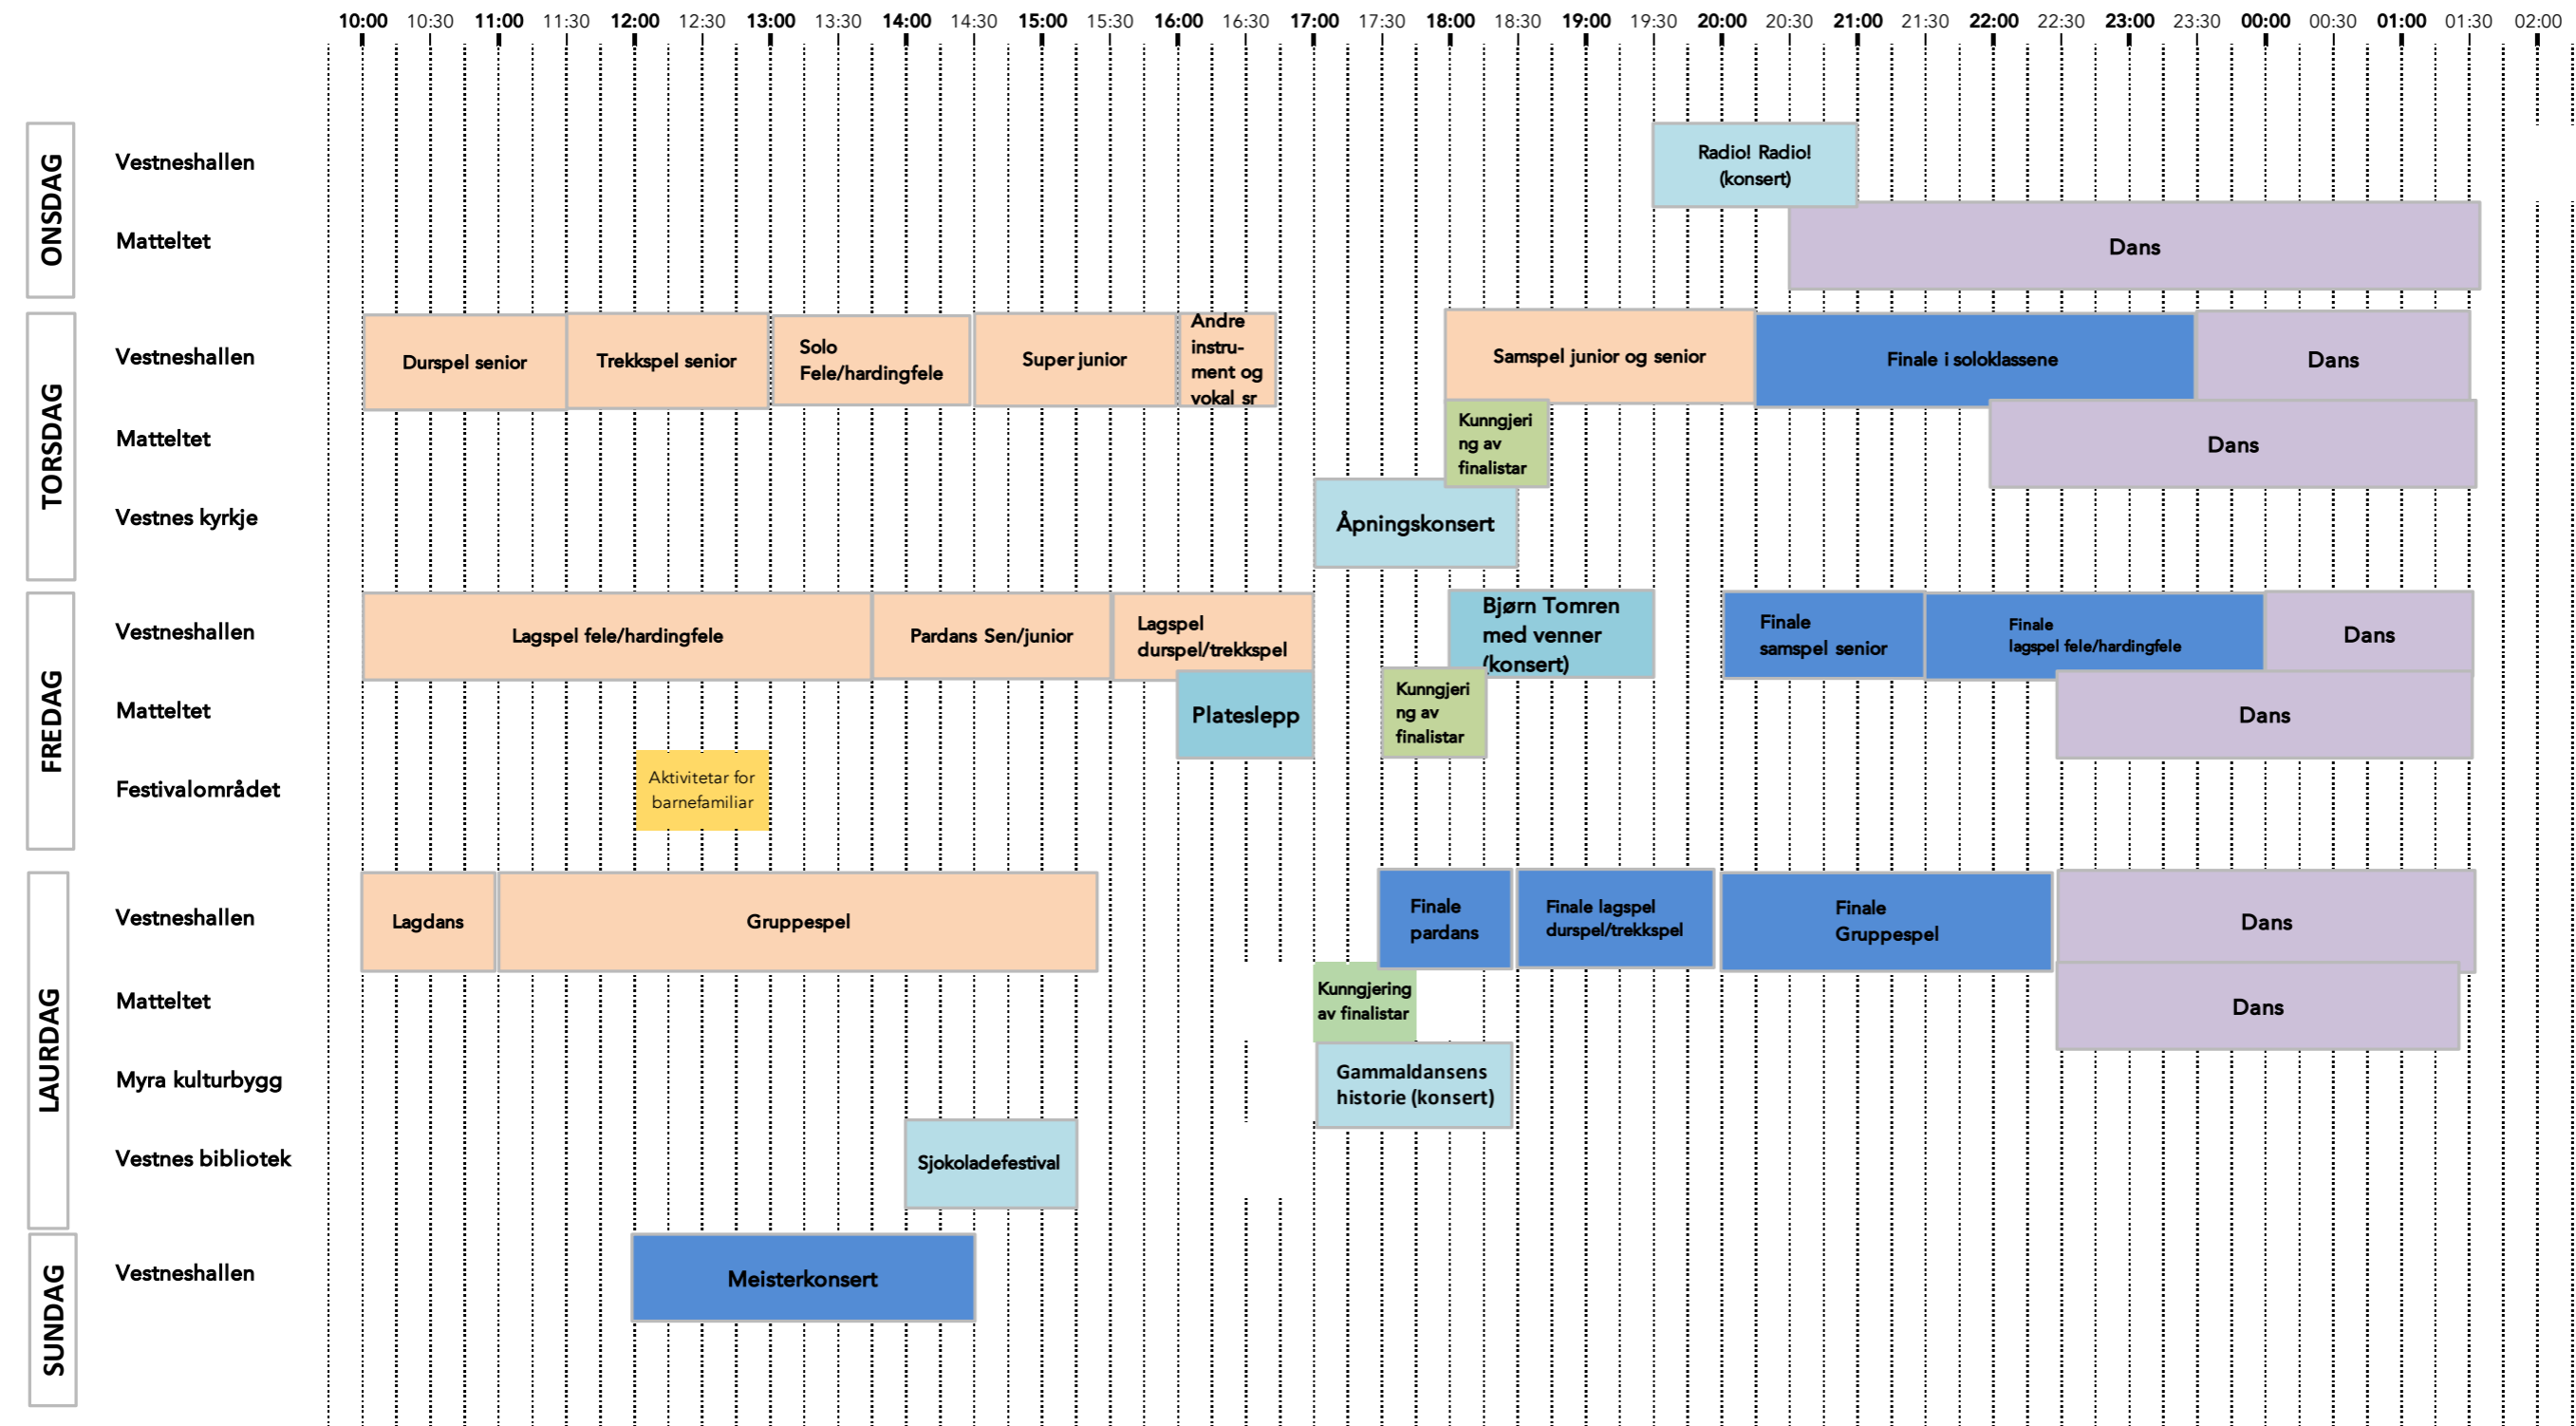 10:00 10:30 11:00 11:30 12:00 12:30 13:00 13:30 14:00 14:30 15:00 15:30 16:00 16:30 17:00 17:30 18:00 18:30 19:00 19:30 20:00 20:30 21:00 21:30 22:00 22:30 23:00 23:30 00:00 00:30 01:00 01:30 02:00
ONSDAG
Vestneshallen
Radio! Radio!
(konsert)
Matteltet
Dans
TORSDAG
Vestneshallen
Durspel senior
Trekkspel senior
Solo
Fele/hardingfele
Super junior
Andre
instru-
ment og
vokal sr
Samspel junior og senior
Finale i soloklassene
Dans
Matteltet
Kunngjeri
ng av
finalistar
Dans
Vestnes kyrkje
Åpningskonsert
FREDAG
Vestneshallen
Lagspel fele/hardingfele
Pardans Sen/junior
Lagspel
durspel/trekkspel
Bjørn Tomren
med venner
(konsert)
Finale
samspel senior
Finale
lagspel fele/hardingfele
Dans
Matteltet
Plateslepp
Kunngjeri
ng av
finalistar
Dans
Festivalområdet
Aktivitetar for
barnefamiliar
LAURDAG
Vestneshallen
Lagdans
Gruppespel
Finale
pardans
Finale lagspel
durspel/trekkspel
Finale
Gruppespel
Dans
Matteltet
Kunngjering
av finalistar
Dans
Myra kulturbygg
Gammaldansens
historie (konsert)
Vestnes bibliotek
Sjokoladefestival
SUNDAG
Vestneshallen
Meisterkonsert